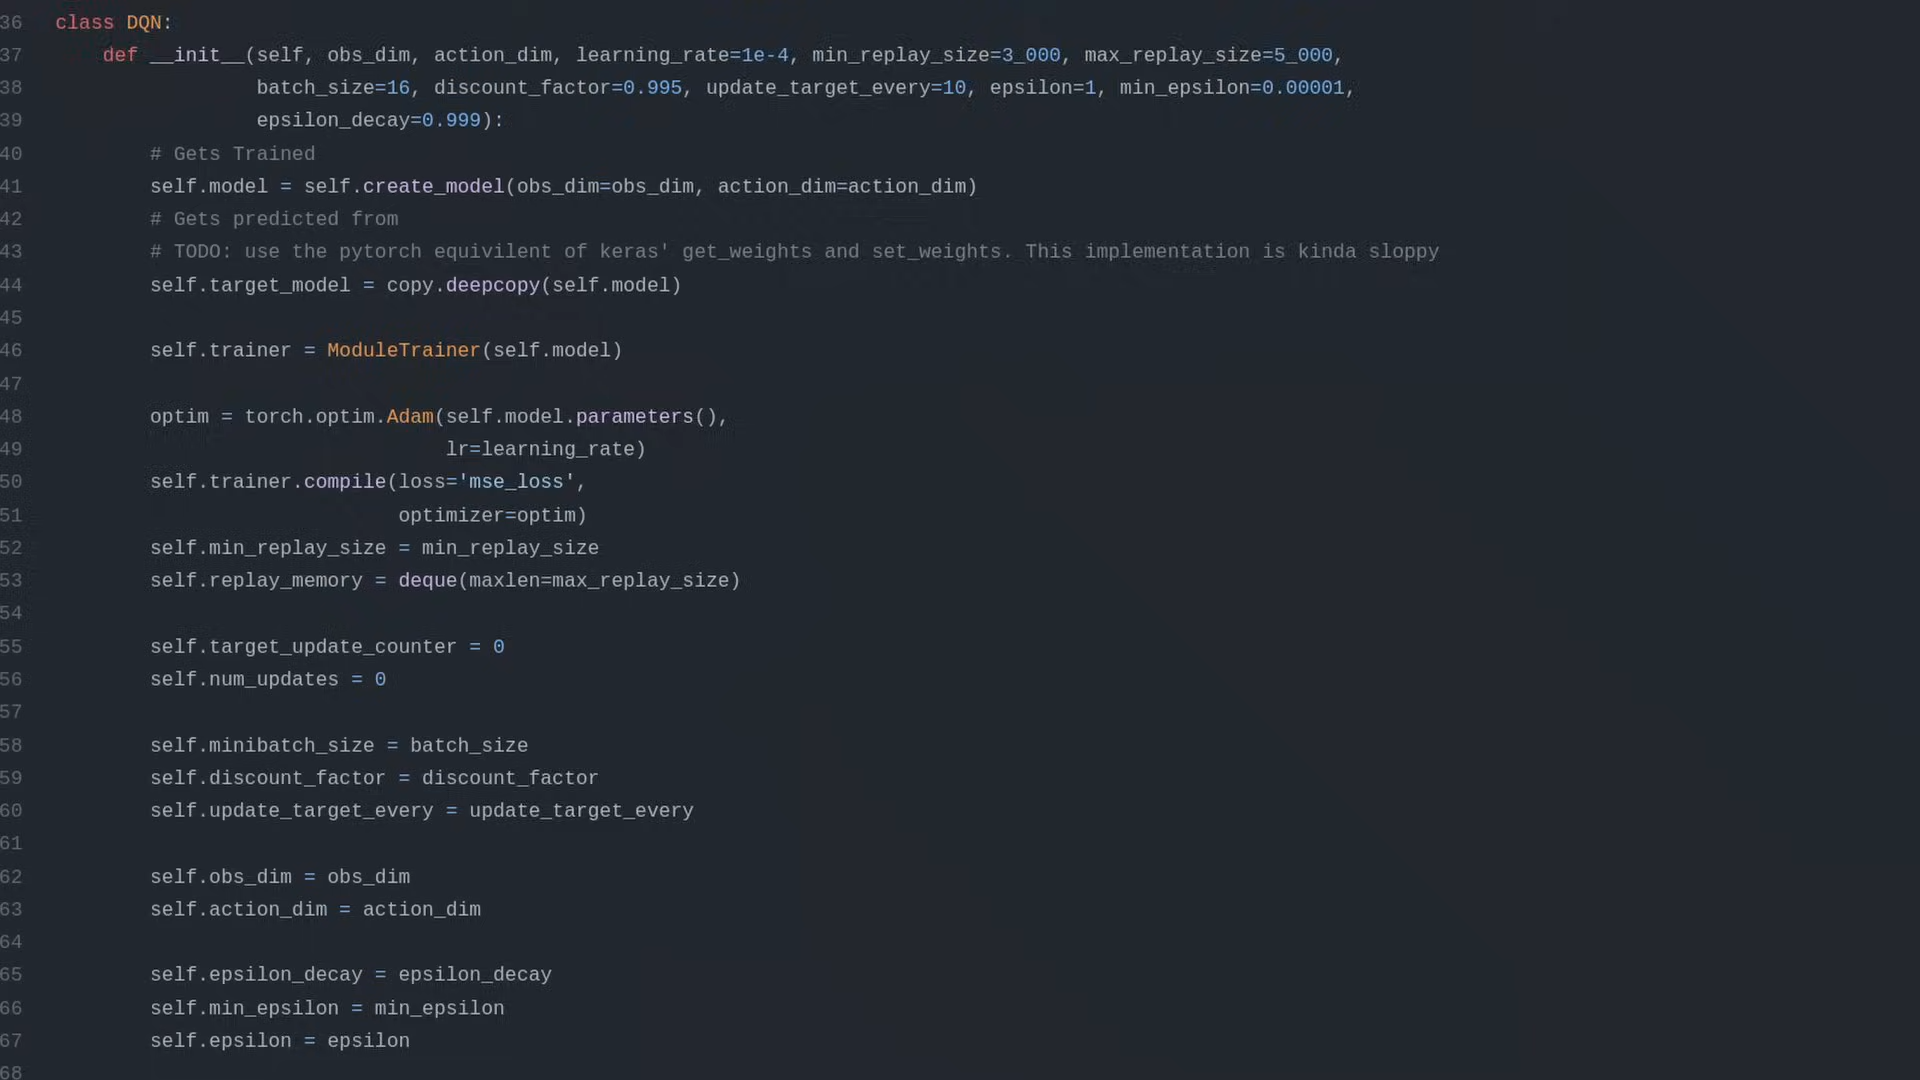 36 class DQN:
37     def __init__(self, obs_dim, action_dim, learning_rate=1e-4, min_replay_size=3_000, max_replay_size=5_000,
38                  batch_size=16, discount_factor=0.995, update_target_every=10, epsilon=1, min_epsilon=0.00001,
39                  epsilon_decay=0.999):
40         # Gets Trained
41         self.model = self.create_model(obs_dim=obs_dim, action_dim=action_dim)
42         # Gets predicted from
43         # TODO: use the pytorch equivilent of keras' get_weights and set_weights. This implementation is kinda sloppy
44         self.target_model = copy.deepcopy(self.model)
45
46         self.trainer = ModuleTrainer(self.model)
47
48         optim = torch.optim.Adam(self.model.parameters(),
49                                  lr=learning_rate)
50         self.trainer.compile(loss='mse_loss',
51                              optimizer=optim)
52         self.min_replay_size = min_replay_size
53         self.replay_memory = deque(maxlen=max_replay_size)
54
55         self.target_update_counter = 0
56         self.num_updates = 0
57
58         self.minibatch_size = batch_size
59         self.discount_factor = discount_factor
60         self.update_target_every = update_target_every
61
62         self.obs_dim = obs_dim
63         self.action_dim = action_dim
64
65         self.epsilon_decay = epsilon_decay
66         self.min_epsilon = min_epsilon
67         self.epsilon = epsilon
68